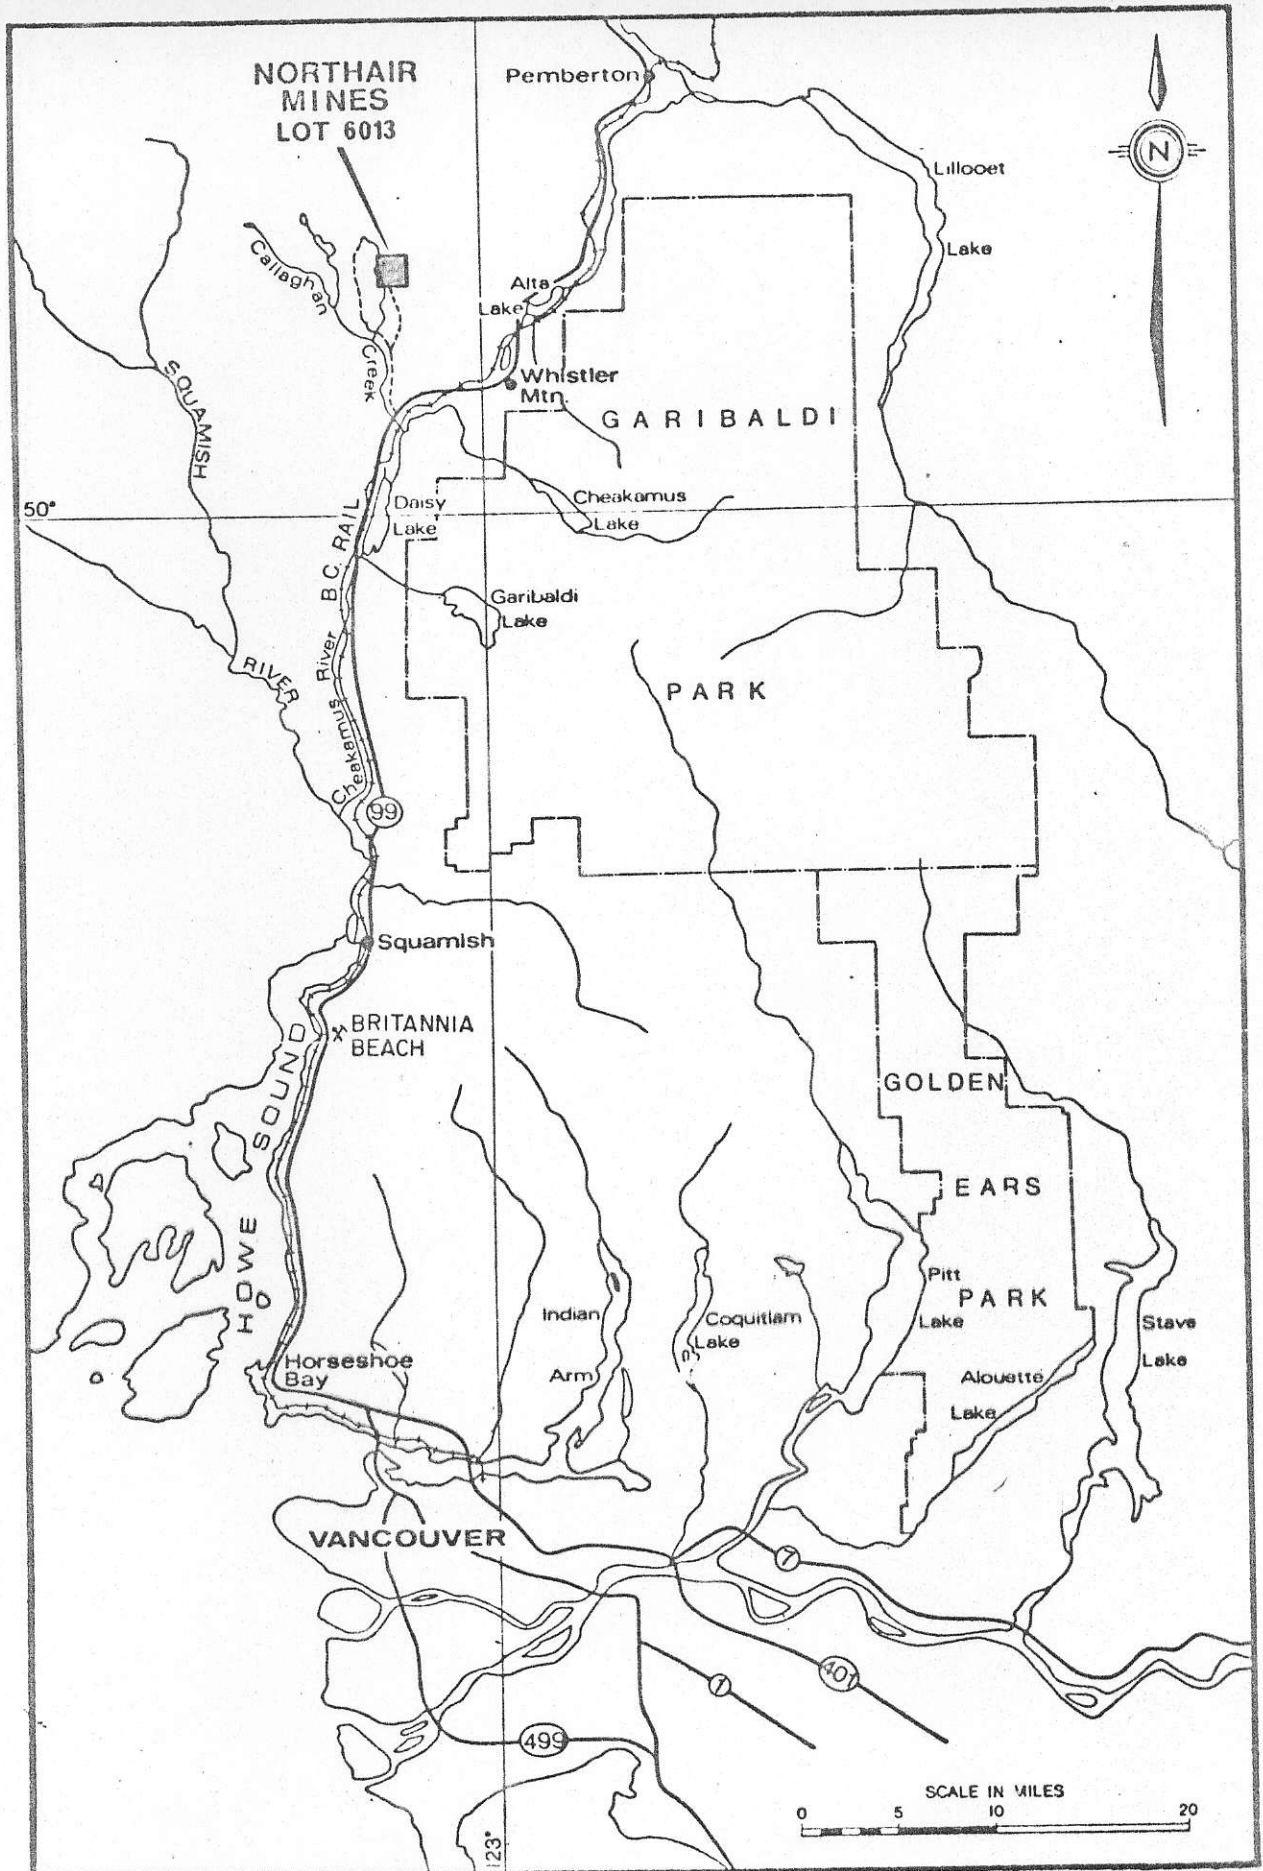 NORTHAIR
MINES
LOT 6013
Pemberton
N
Lillooet
Lake
Callaghan
Creek
Alta
Lake
Whistler
Mtn.
SQUAMISH
RIVER
GARIBALDI
PARK
50°
B.C. RAIL
Daisy
Lake
Cheakamus
Lake
Garibaldi
Lake
Cheakamus River
99
Squamish
BRITANNIA
BEACH
HOWE SOUND
GOLDEN
EARS
PARK
Indian
Arm
Coquitlam
Lake
Pitt
Lake
Stave
Lake
Alouette
Lake
Horseshoe
Bay
VANCOUVER
7
401
1
499
123°
SCALE IN MILES
0 5 10 20